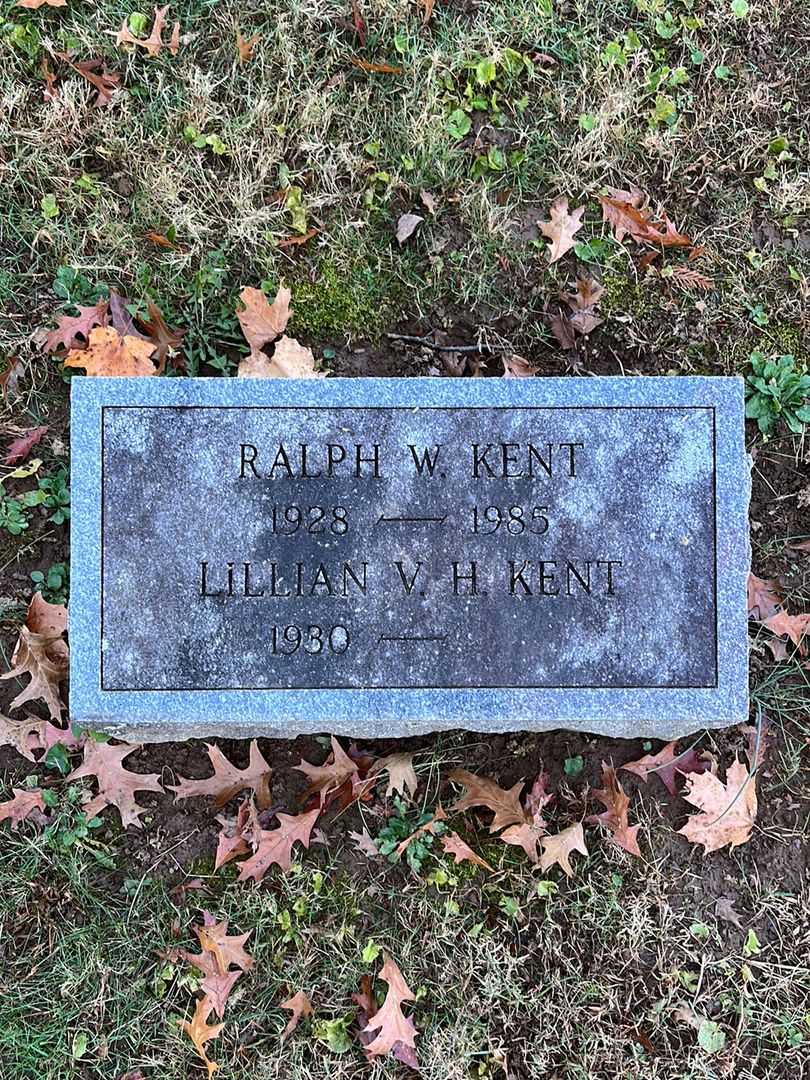 RALPH W. KENT
1928 — 1985
LILLIAN V. H. KENT
1930 —